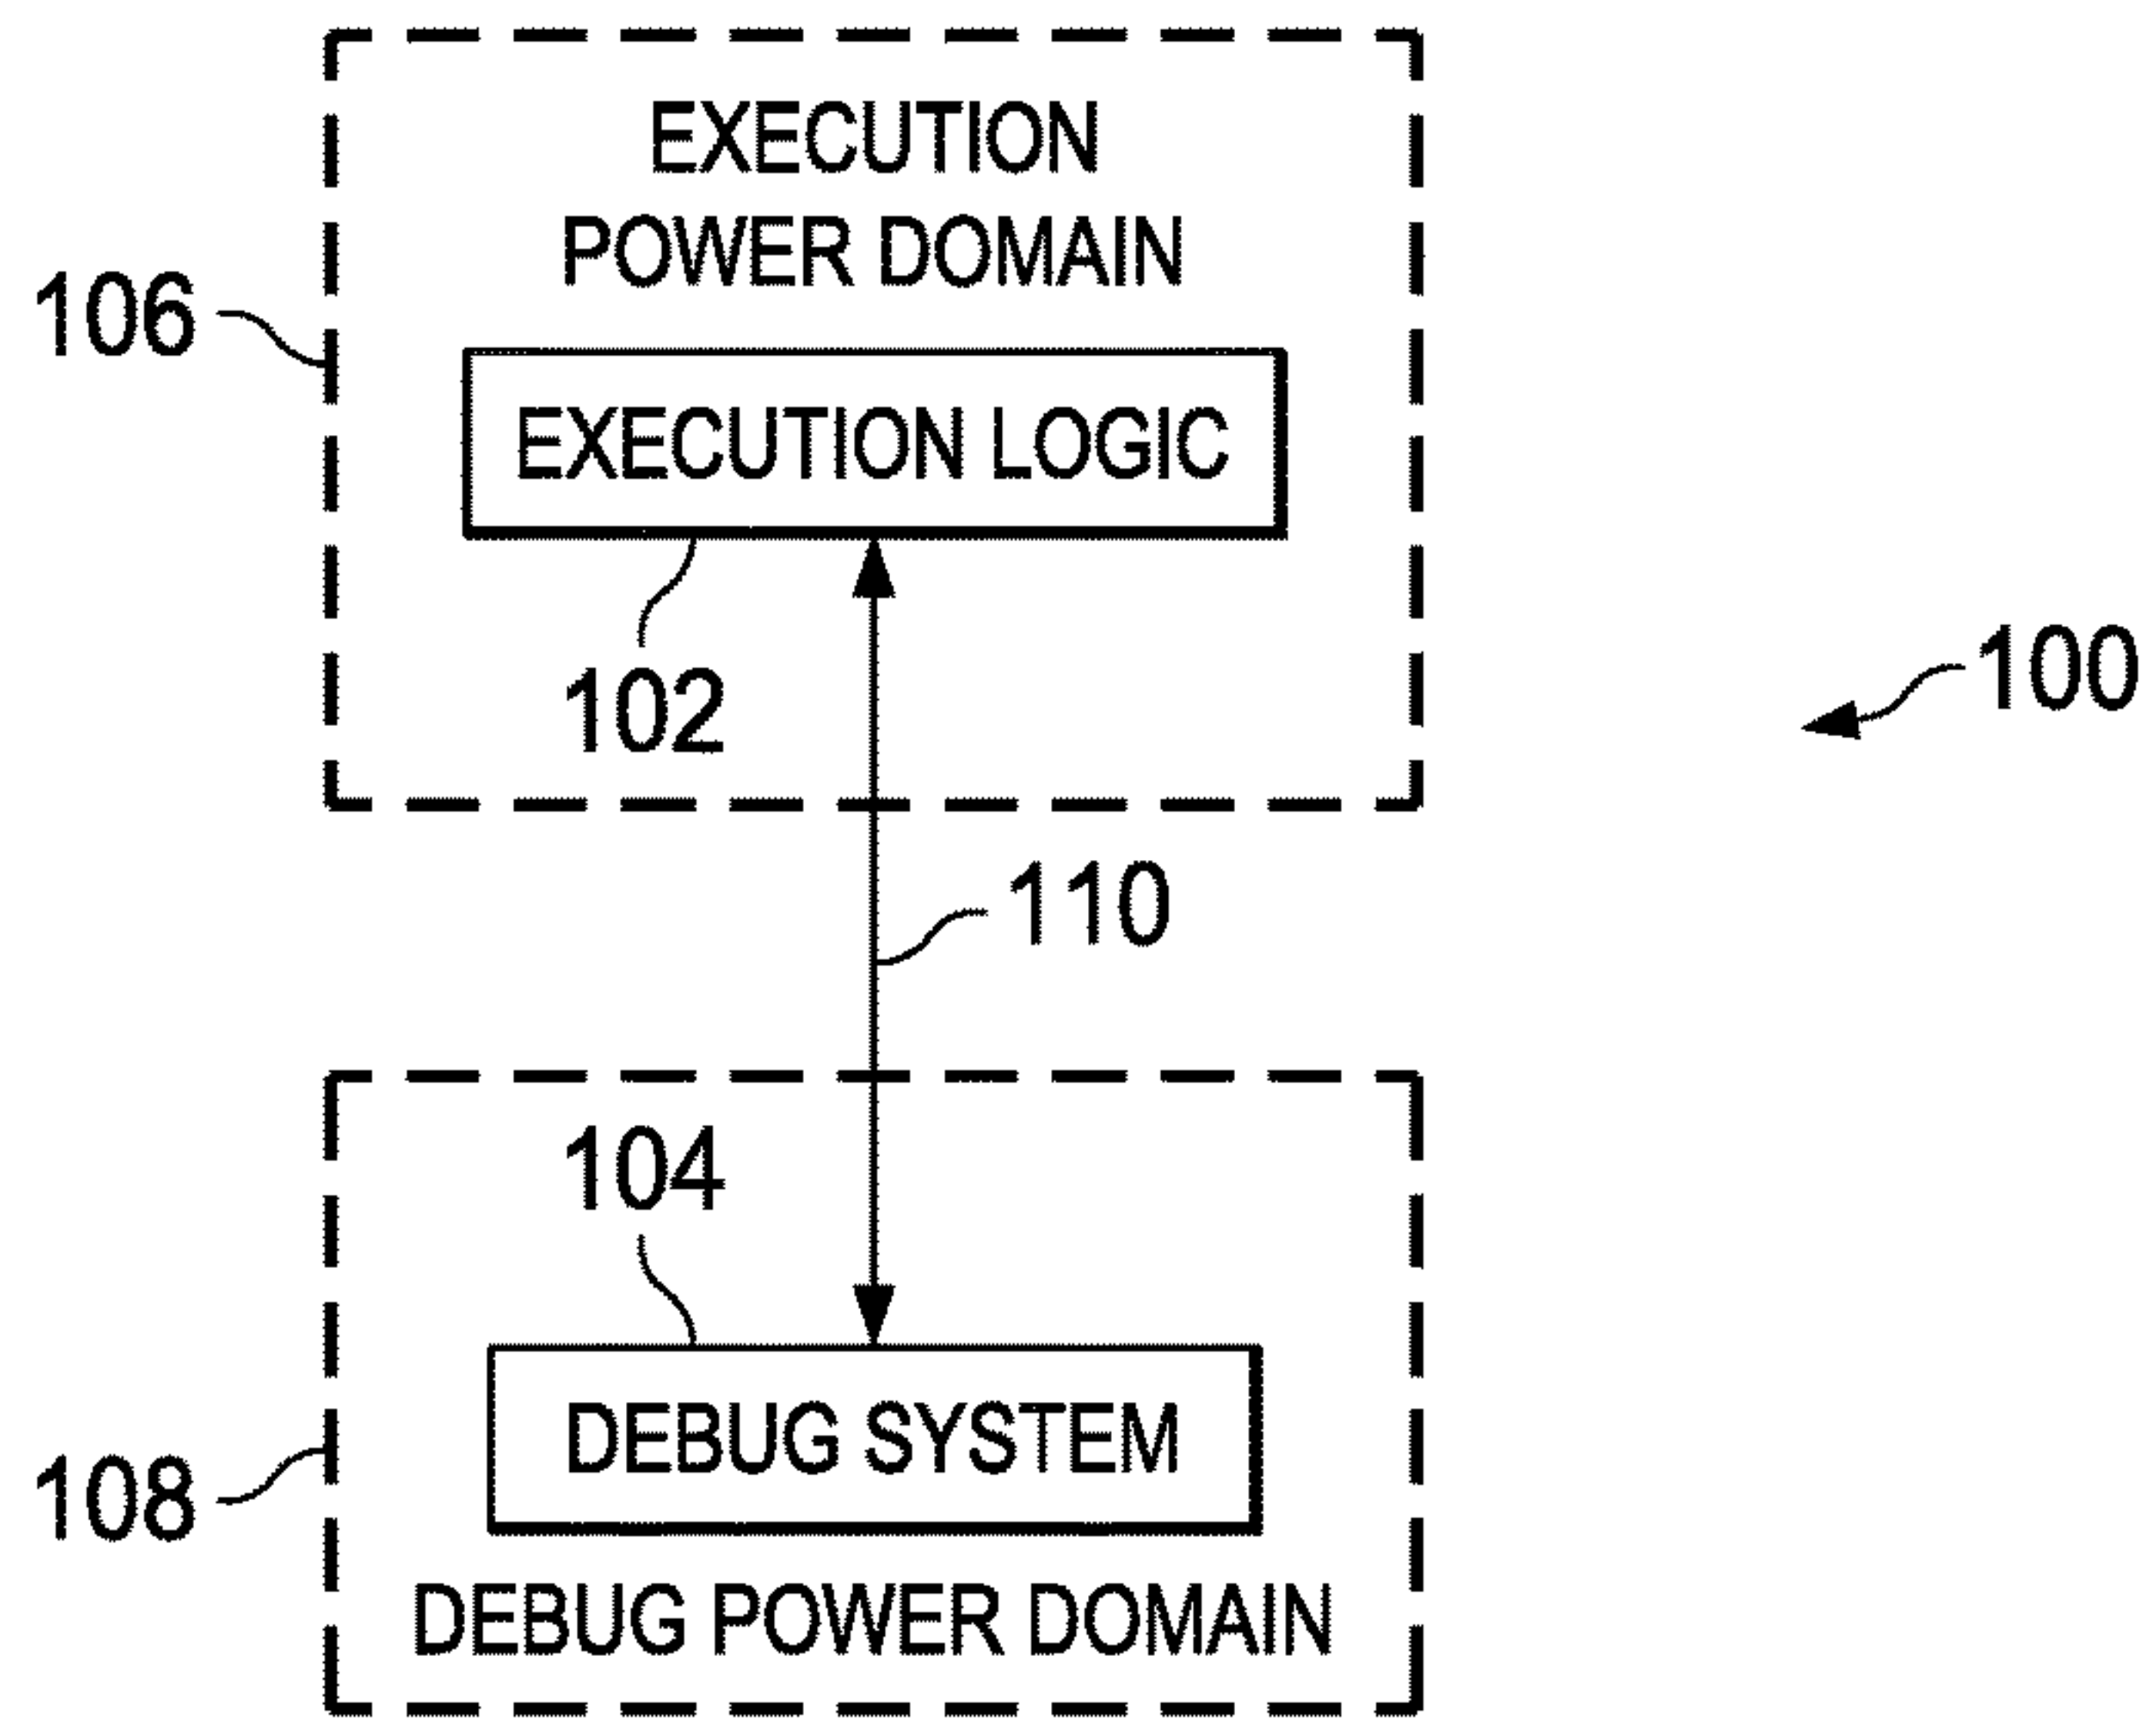 EXECUTION
POWER DOMAIN
106
EXECUTION LOGIC
102
100
110
104
DEBUG SYSTEM
108
DEBUG POWER DOMAIN